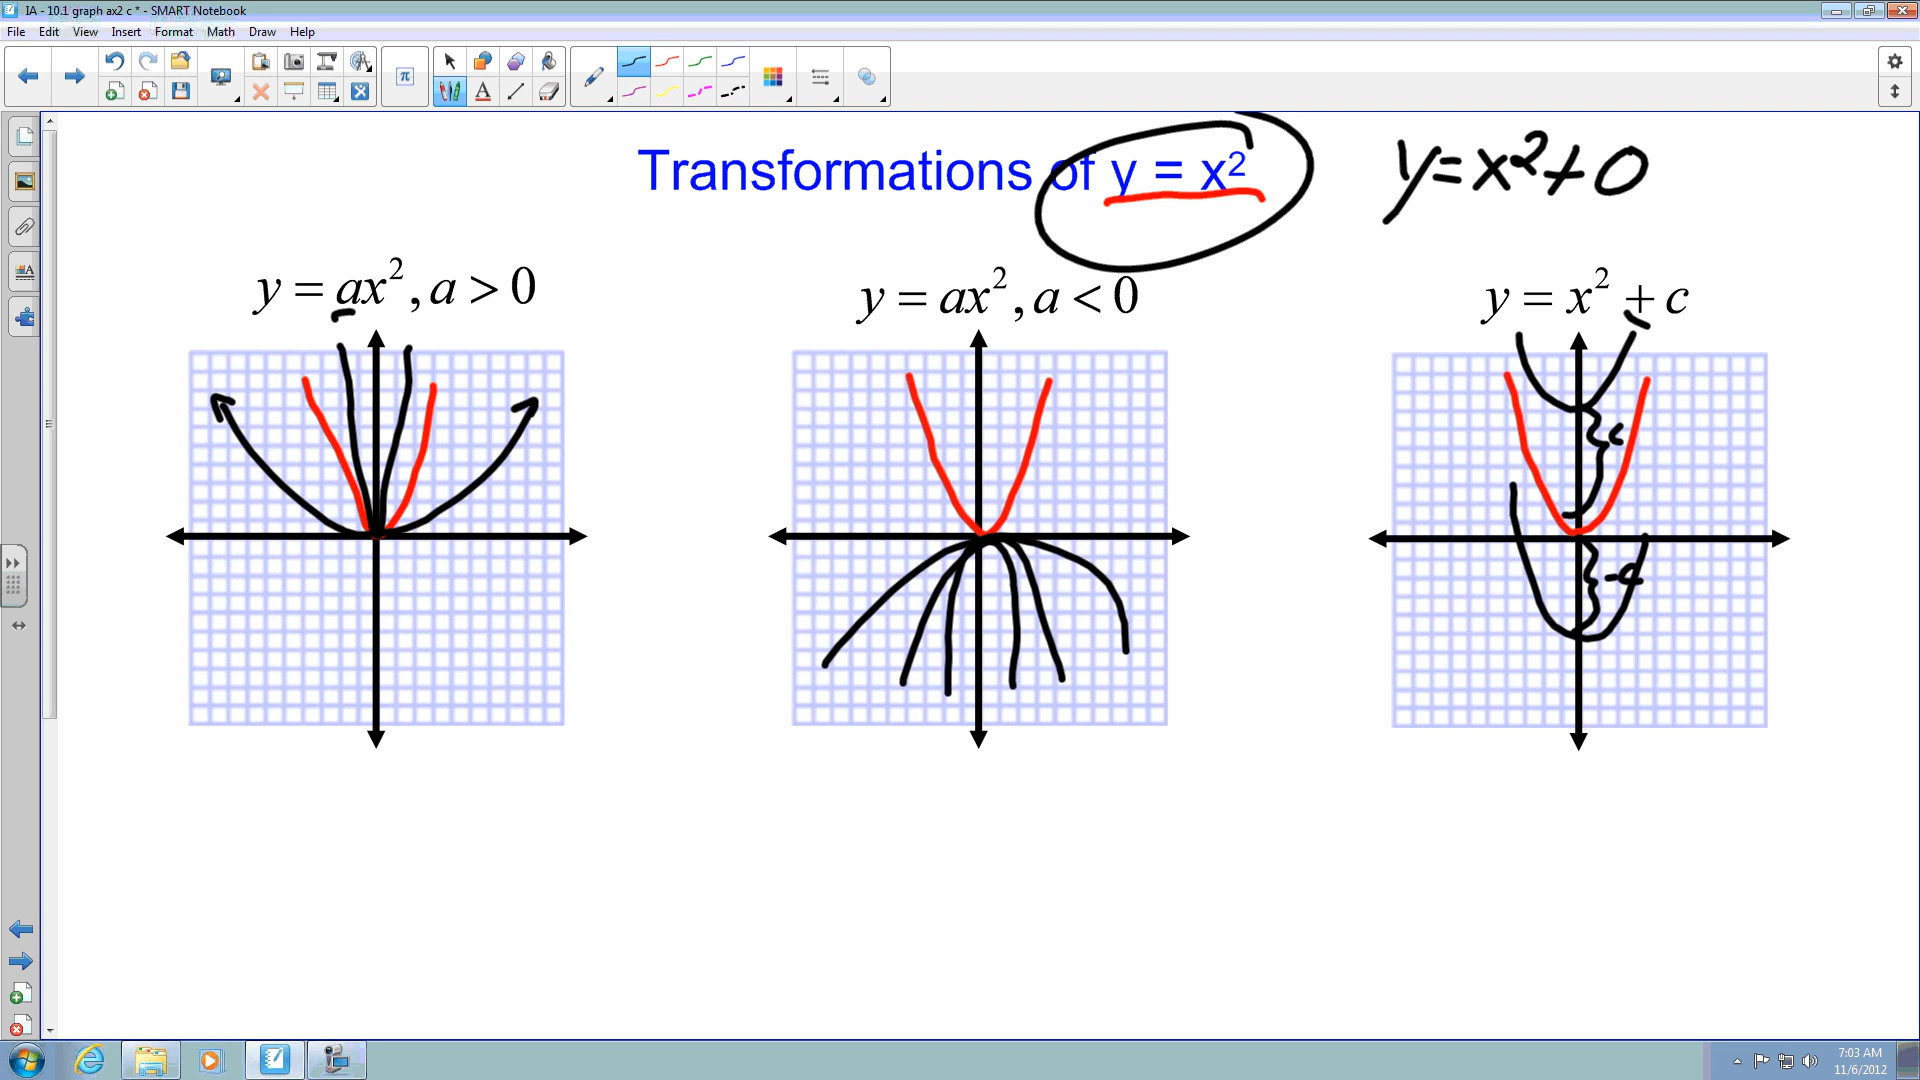 IA - 10.1 graph ax2 c * - SMART Notebook
File Edit View Insert Format Math Draw Help
Transformations of y = x²
y=x²+0
y = ax², a > 0
y = ax², a < 0
y = x² + c
c
-c
7:03 AM
11/6/2012